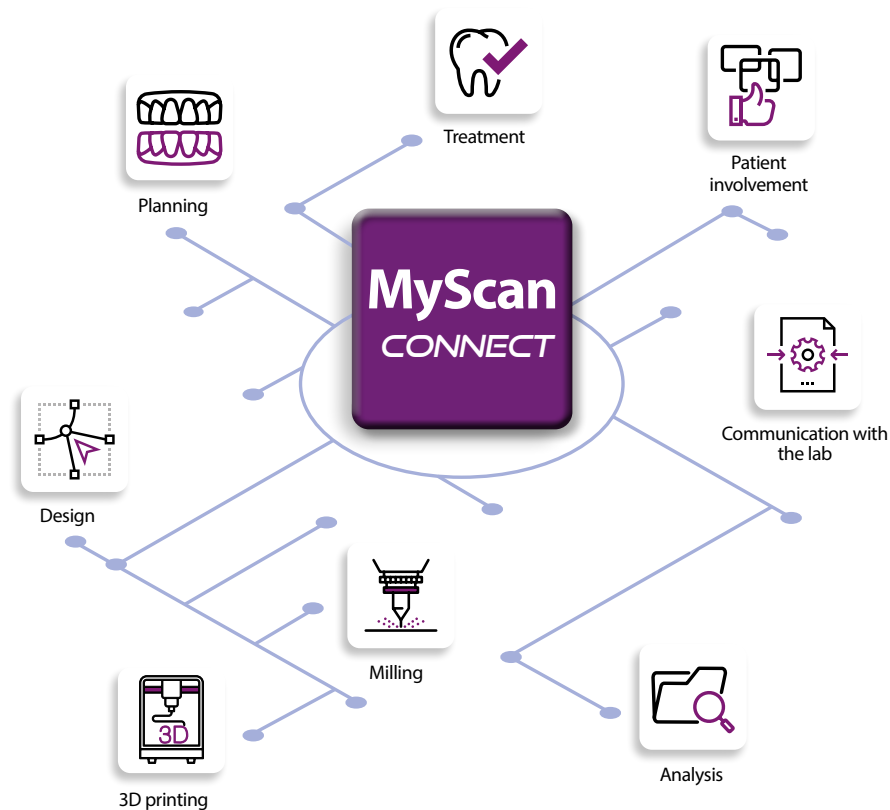 Treatment
Patient
involvement
Planning
MyScan
CONNECT
Communication with
the lab
Design
Milling
3D
3D printing
Analysis